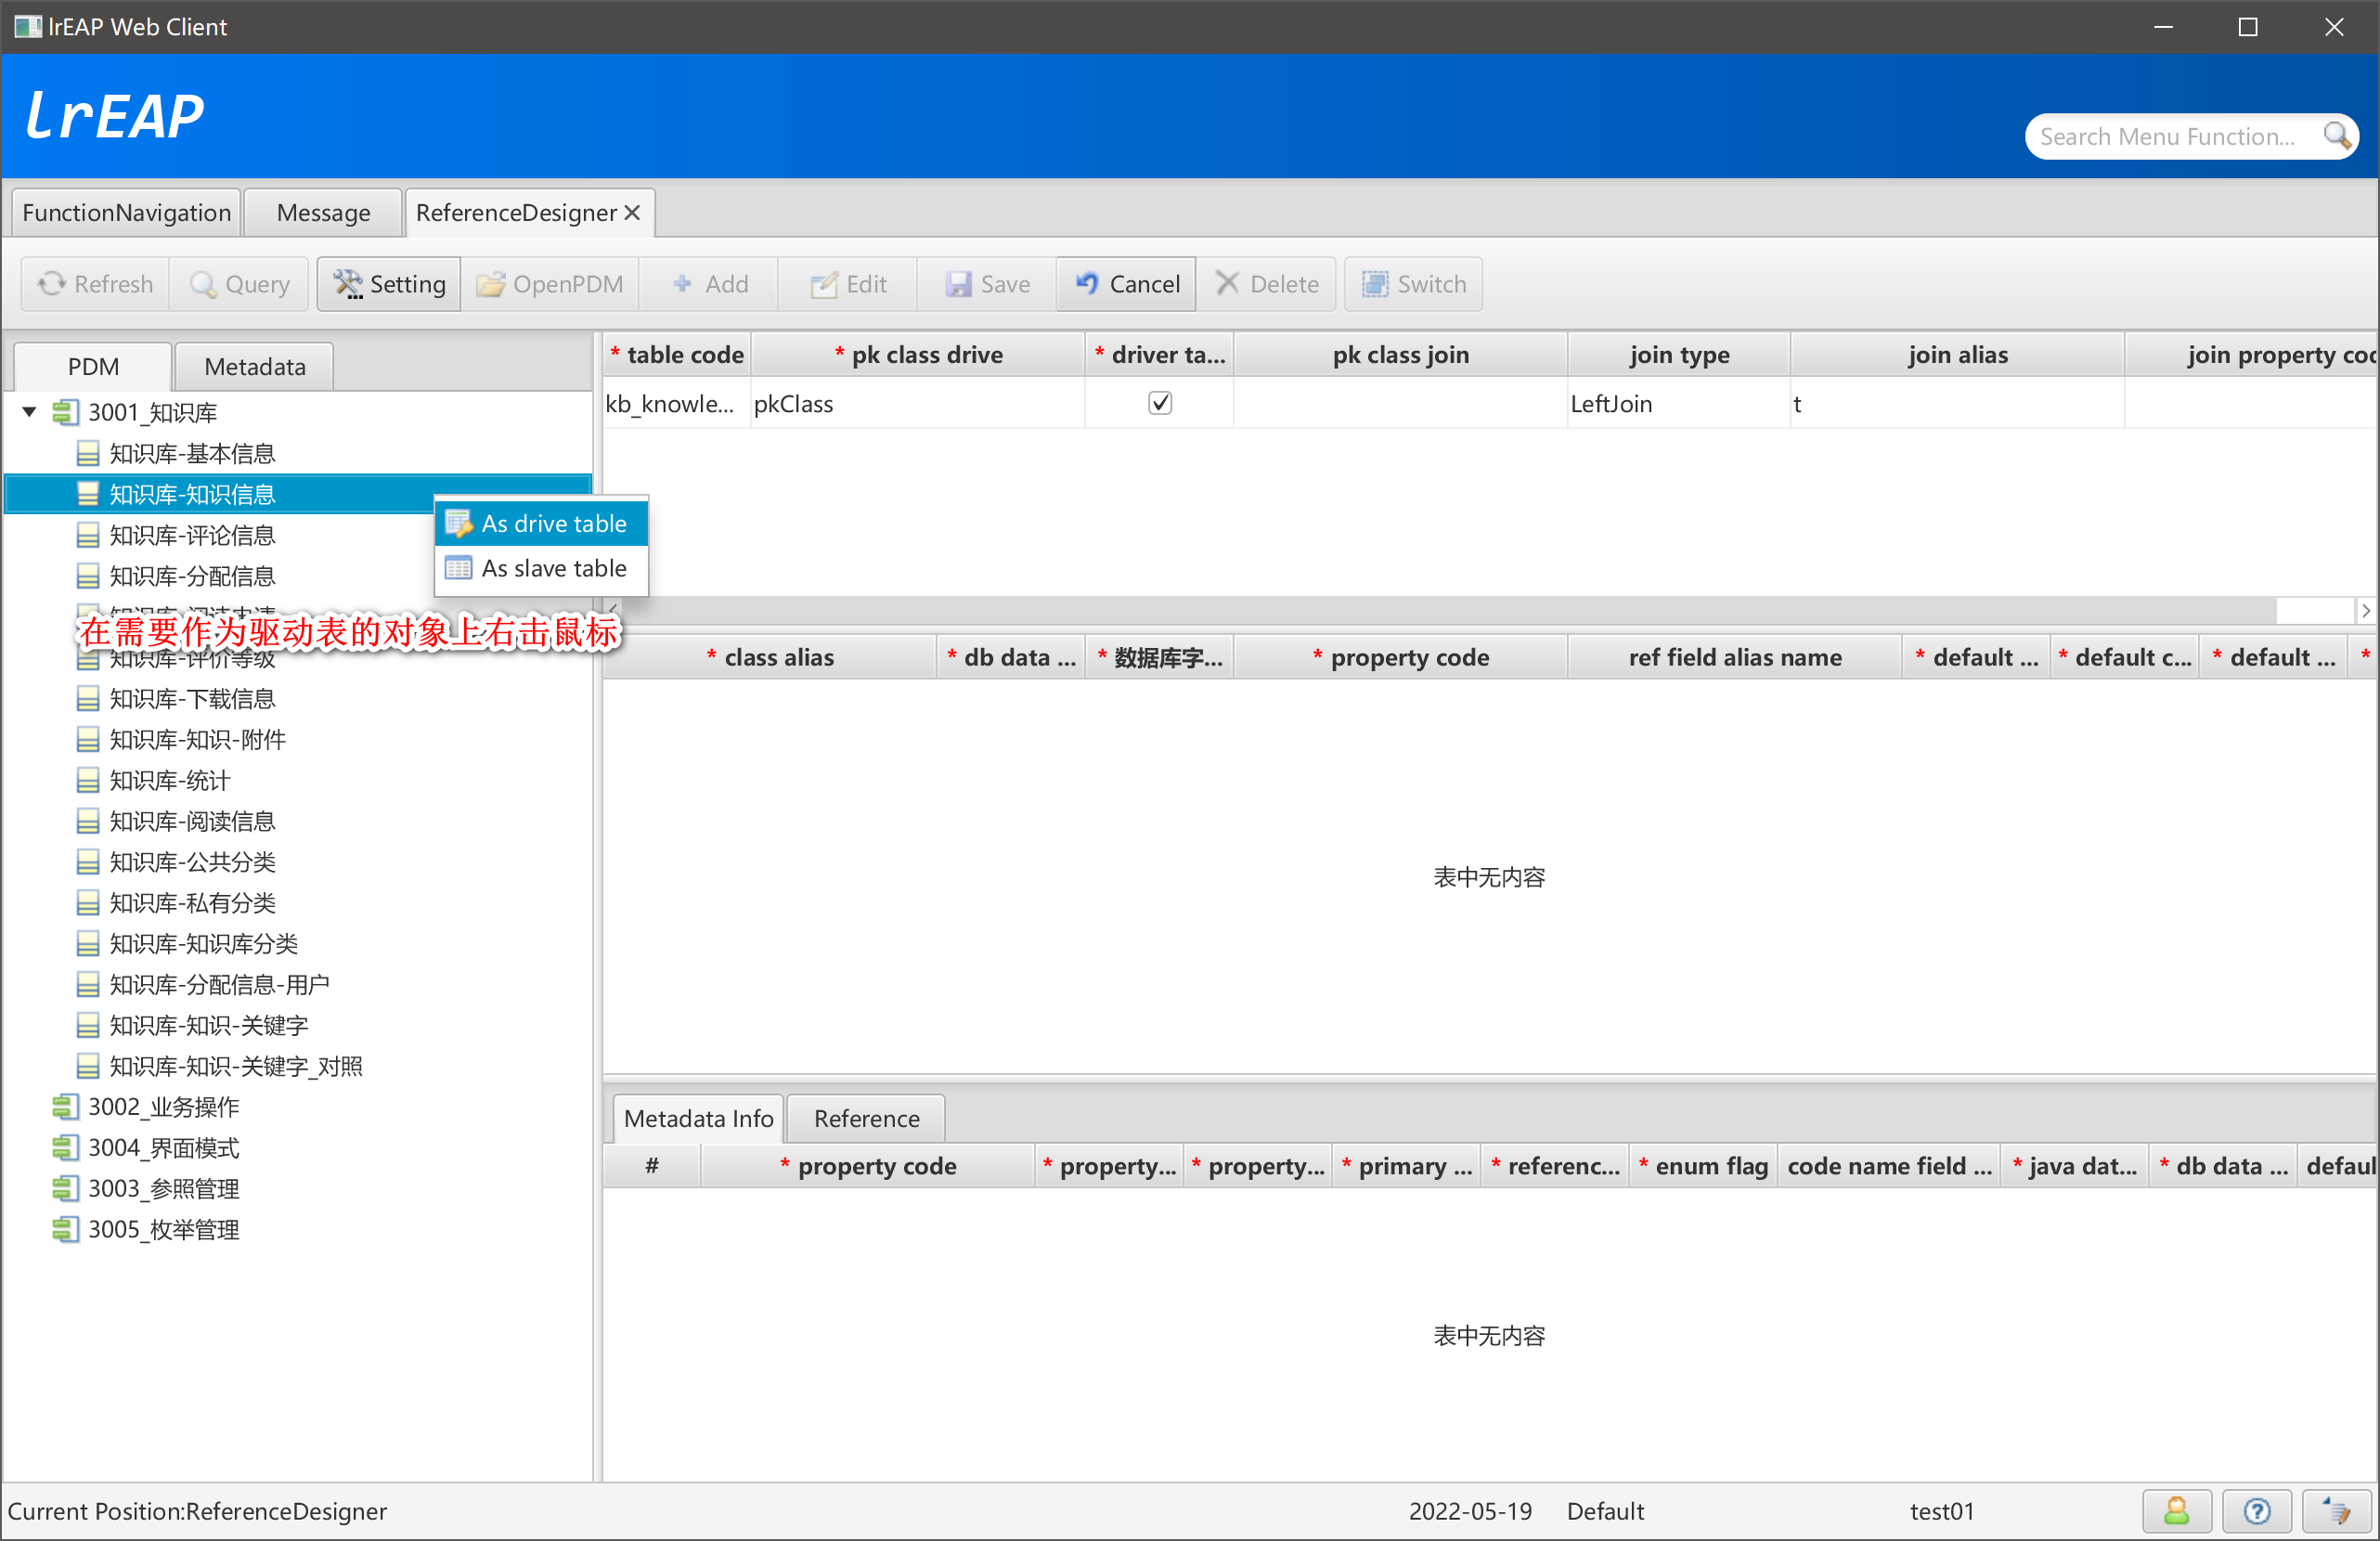 lrEAP Web Client
lrEAP
Search Menu Function...
FunctionNavigation
Message
ReferenceDesigner
Refresh
Query
Setting
OpenPDM
Add
Edit
Save
Cancel
Delete
Switch
PDM
Metadata
3001_知识库
知识库-基本信息
知识库-知识信息
知识库-评论信息
知识库-分配信息
知识库-阅读申请
知识库-评价等级
知识库-下载信息
知识库-知识-附件
知识库-统计
知识库-阅读信息
知识库-公共分类
知识库-私有分类
知识库-知识库分类
知识库-分配信息-用户
知识库-知识-关键字
知识库-知识-关键字_对照
3002_业务操作
3004_界面模式
3003_参照管理
3005_枚举管理
As drive table
As slave table
在需要作为驱动表的对象上右击鼠标
* table code
* pk class drive
* driver ta...
pk class join
join type
join alias
join property cod
kb_knowle...
pkClass
LeftJoin
t
* class alias
* db data ...
* 数据库字...
* property code
ref field alias name
* default ...
* default c...
* default ...
*
表中无内容
Metadata Info
Reference
#
* property code
* property...
* property...
* primary ...
* referenc...
* enum flag
code name field ...
* java dat...
* db data ...
defaul
表中无内容
Current Position:ReferenceDesigner
2022-05-19
Default
test01